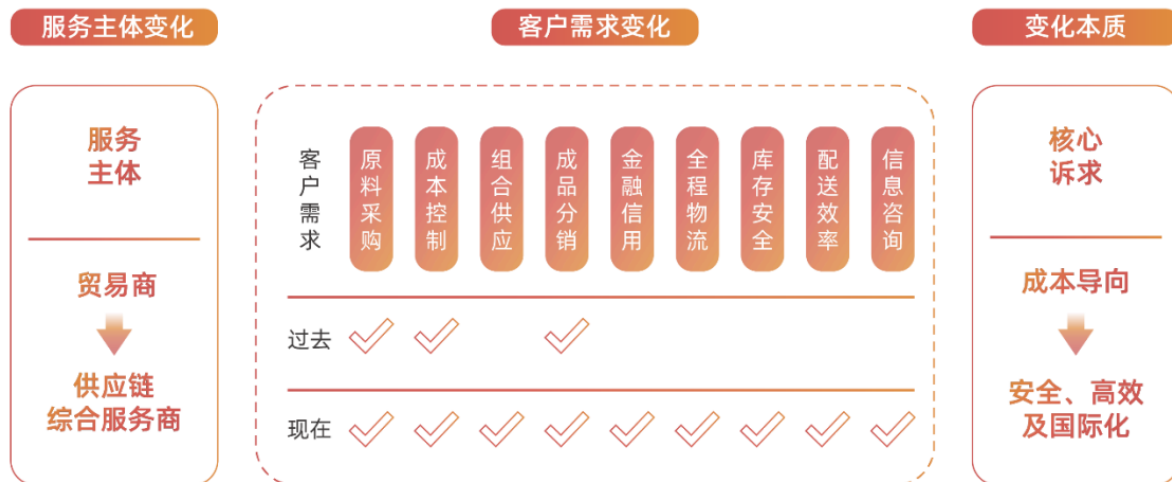 服务主体变化
客户需求变化
变化本质
服务
主体
贸易商
供应链
综合服务商
客户需求
原料采购
成本控制
组合供应
成品分销
金融信用
全程物流
库存安全
配送效率
信息咨询
过去
现在
核心
诉求
成本导向
安全、高效
及国际化